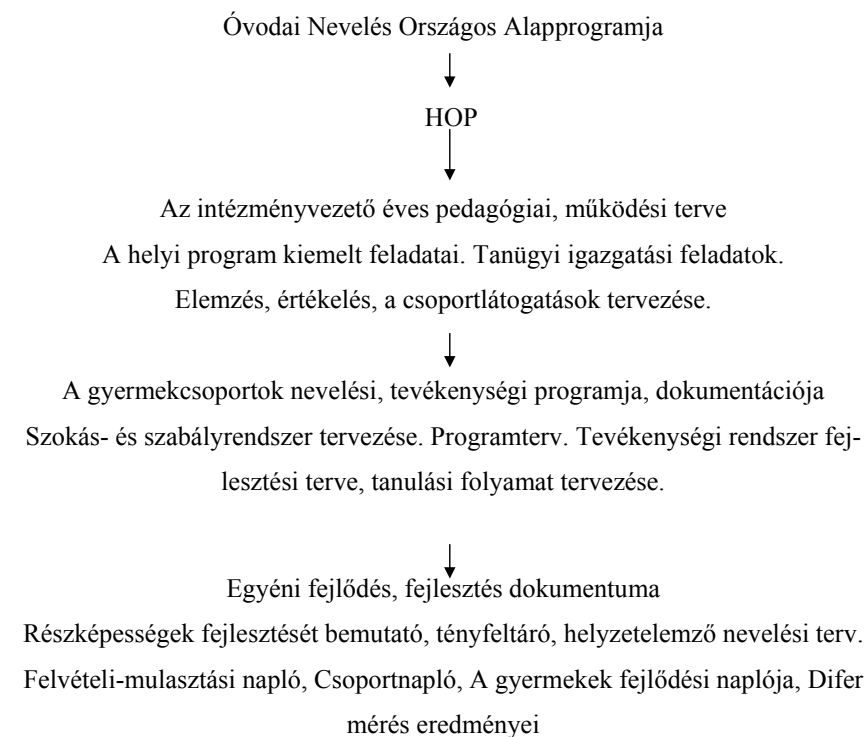 Óvodai Nevelés Országos Alapprogramja
HOP
Az intézményvezető éves pedagógiai, működési terve
A helyi program kiemelt feladatai. Tanügyi igazgatási feladatok.
Elemzés, értékelés, a csoportlátogatások tervezése.
A gyermekcsoportok nevelési, tevékenységi programja, dokumentációja
Szokás- és szabályrendszer tervezése. Programterv. Tevékenységi rendszer fej-
lesztési terve, tanulási folyamat tervezése.
Egyéni fejlődés, fejlesztés dokumentuma
Részképességek fejlesztését bemutató, tényfeltáró, helyzetelemző nevelési terv.
Felvételi-mulasztási napló, Csoportnapló, A gyermekek fejlődési naplója, Difer
mérés eredményei